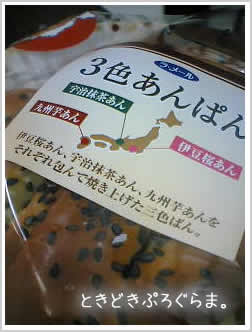 ラ・メール
3色あんぱん
宇治抹茶あん
九州芋あん
伊豆桜あん
伊豆桜あん、宇治抹茶あん、九州芋あんを
それぞれ包んで焼き上げた三色ぱん。
ときどきぷろぐらま。